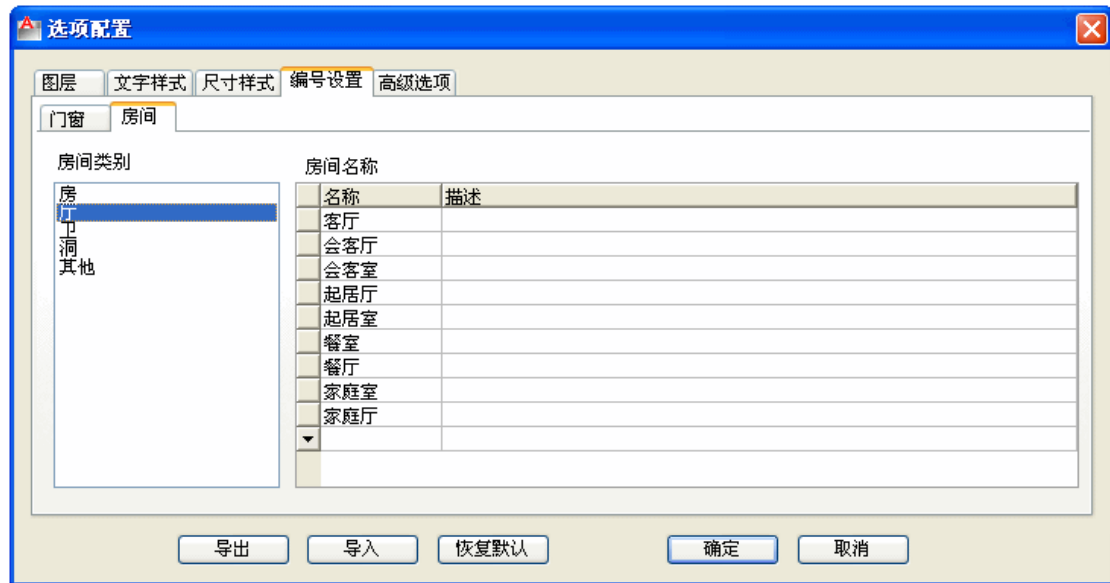 选项配置
图层 文字样式 尺寸样式 编号设置 高级选项
门窗 房间
房间类别 房间名称
房
厅
卫
洞
其他
名称 描述
客厅
会客厅
会客室
起居厅
起居室
餐室
餐厅
家庭室
家庭厅
导出 导入 恢复默认 确定 取消